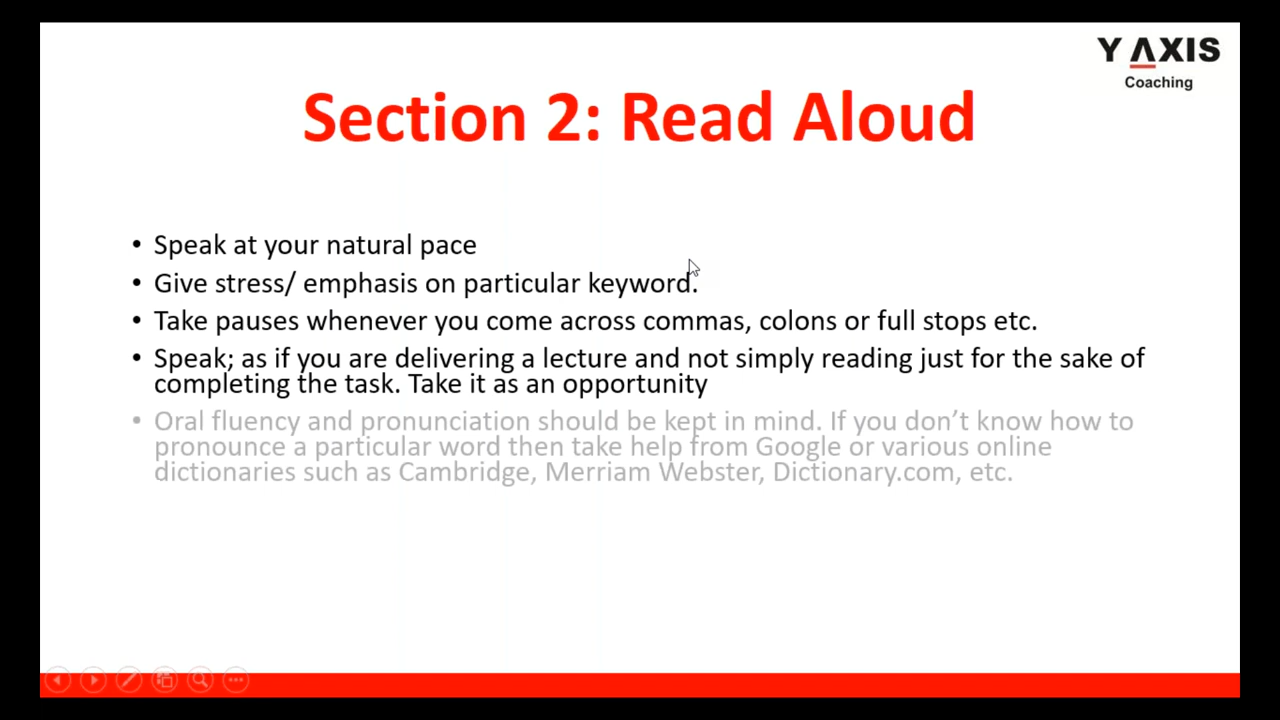 Y AXIS
Coaching
Section 2: Read Aloud
• Speak at your natural pace
• Give stress/ emphasis on particular keyword.
• Take pauses whenever you come across commas, colons or full stops etc.
• Speak; as if you are delivering a lecture and not simply reading just for the sake of
completing the task. Take it as an opportunity
• Oral fluency and pronunciation should be kept in mind. If you don’t know how to
pronounce a particular word then take help from Google or various online
dictionaries such as Cambridge, Merriam Webster, Dictionary.com, etc.